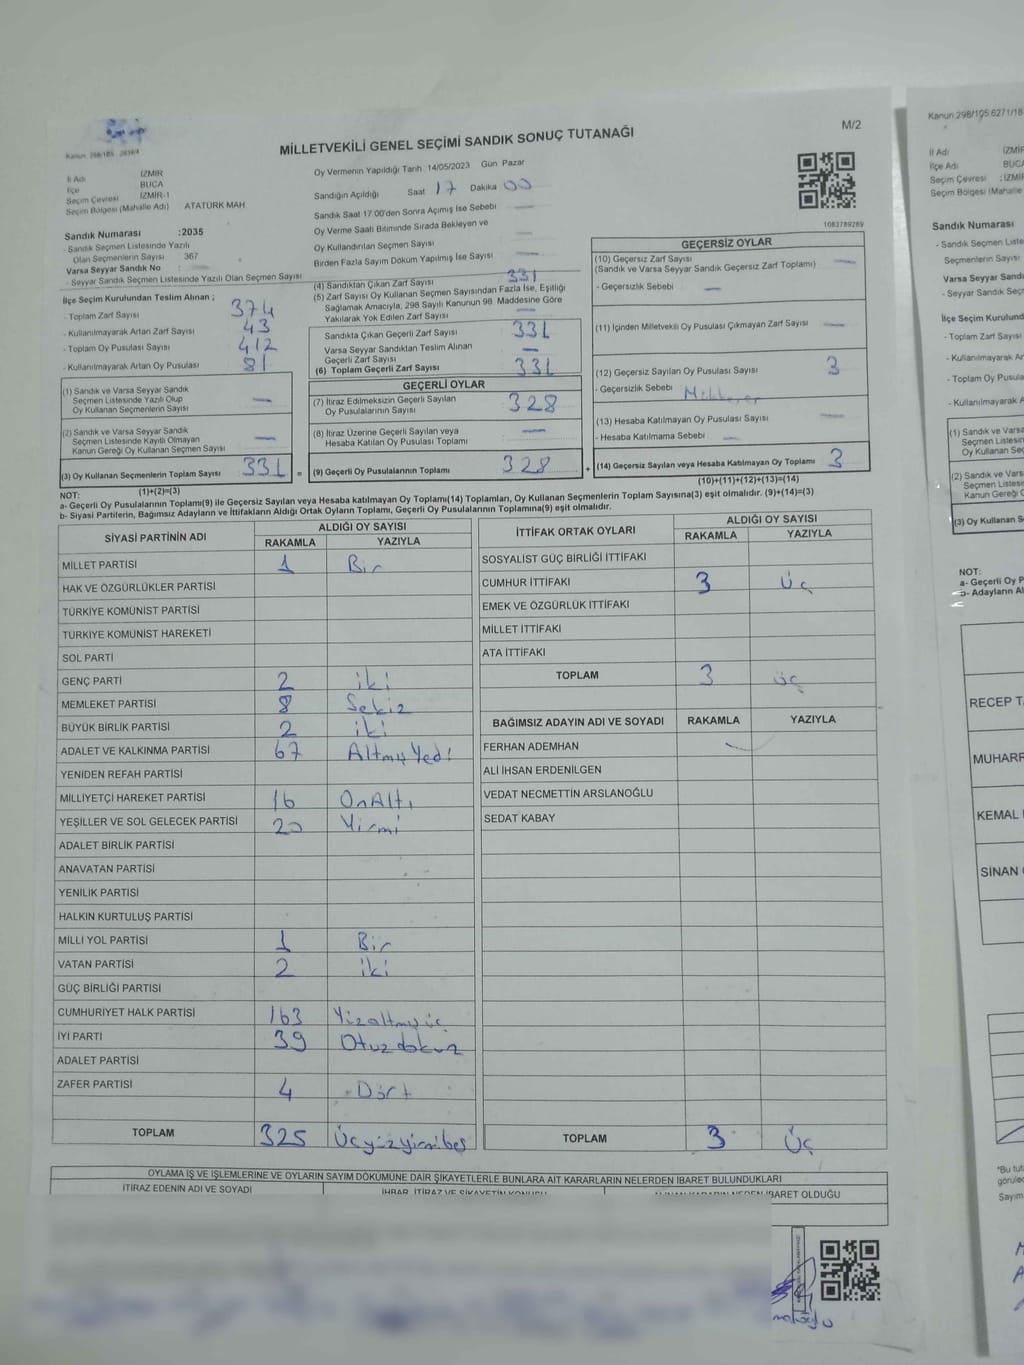 MİLLETVEKİLİ GENEL SEÇİMİ SANDIK SONUÇ TUTANAĞI
M/2
İl Adı İZMİR
İlçe BUCA
Seçim Çevresi İZMİR-1
Seçim Bölgesi (Mahalle Adı) ATATÜRK MAH
Sandık Numarası :2035
- Sandık Seçmen Listesinde Yazılı
Olan Seçmenlerin Sayısı 367
Varsa Seyyar Sandık No :
- Seyyar Sandık Seçmen Listesinde Yazılı Olan Seçmen Sayısı
Oy Vermenin Yapıldığı Tarih 14/05/2023 Gün Pazar
Sandığın Açıldığı Saat 17 Dakika 00
Sandık Saat 17:00'den Sonra Açılmış İse Sebebi
Oy Verme Saati Bitiminde Sırada Bekleyen ve
Oy Kullandırılan Seçmen Sayısı
Birden Fazla Sayım Döküm Yapılmış İse Sayısı
1083789289
İlçe Seçim Kurulundan Teslim Alınan ;
- Toplam Zarf Sayısı 374
- Kullanılmayarak Artan Zarf Sayısı 43
- Toplam Oy Pusulası Sayısı 412
- Kullanılmayarak Artan Oy Pusulası 81
(1) Sandık ve Varsa Seyyar Sandık
Seçmen Listesinde Yazılı Olup
Oy Kullanan Seçmenlerin Sayısı —
(2) Sandık ve Varsa Seyyar Sandık
Seçmen Listesinde Kayıtlı Olmayan
Kanun Gereği Oy Kullanan Seçmen Sayısı —
(3) Oy Kullanan Seçmenlerin Toplam Sayısı 331 =
(1)+(2)=(3)
(4) Sandıktan Çıkan Zarf Sayısı 331
(5) Zarf Sayısı Oy Kullanan Seçmen Sayısından Fazla İse, Eşitliği
Sağlamak Amacıyla, 298 Sayılı Kanunun 98. Maddesine Göre
Yakılarak Yok Edilen Zarf Sayısı —
Sandıkta Çıkan Geçerli Zarf Sayısı 331
Varsa Seyyar Sandıktan Teslim Alınan
Geçerli Zarf Sayısı —
(6) Toplam Geçerli Zarf Sayısı 331
GEÇERLİ OYLAR
(7) İtiraz Edilmeksizin Geçerli Sayılan
Oy Pusulalarının Sayısı 328
(8) İtiraz Üzerine Geçerli Sayılan veya
Hesaba Katılan Oy Pusulası Toplamı —
(9) Geçerli Oy Pusulalarının Toplamı 328 +
GEÇERSİZ OYLAR
(10) Geçersiz Zarf Sayısı
(Sandık ve Varsa Seyyar Sandık Geçersiz Zarf Toplamı) —
- Geçersizlik Sebebi —
(11) İçinden Milletvekili Oy Pusulası Çıkmayan Zarf Sayısı —
(12) Geçersiz Sayılan Oy Pusulası Sayısı 3
- Geçersizlik Sebebi
(13) Hesaba Katılmayan Oy Pusulası Sayısı —
- Hesaba Katılmama Sebebi —
(14) Geçersiz Sayılan veya Hesaba Katılmayan Oy Toplamı 3
(10)+(11)+(12)+(13)=(14)
NOT:
a- Geçerli Oy Pusulalarının Toplamı(9) ile Geçersiz Sayılan veya Hesaba katılmayan Oy Toplamı(14) Toplamları, Oy Kullanan Seçmenlerin Toplam Sayısına(3) eşit olmalıdır. (9)+(14)=(3)
b- Siyasi Partilerin, Bağımsız Adayların ve İttifakların Aldığı Ortak Oyların Toplamı, Geçerli Oy Pusulalarının Toplamına(9) eşit olmalıdır.
SİYASİ PARTİNİN ADI ALDIĞI OY SAYISI
RAKAMLA YAZIYLA
MİLLET PARTİSİ 1 Bir
HAK VE ÖZGÜRLÜKLER PARTİSİ
TÜRKİYE KOMÜNİST PARTİSİ
TÜRKİYE KOMÜNİST HAREKETİ
SOL PARTİ
GENÇ PARTİ 2 iki
MEMLEKET PARTİSİ 8 Sekiz
BÜYÜK BİRLİK PARTİSİ 2 iki
ADALET VE KALKINMA PARTİSİ 67 Altmış Yedi
YENİDEN REFAH PARTİSİ
MİLLİYETÇİ HAREKET PARTİSİ 16 On Altı
YEŞİLLER VE SOL GELECEK PARTİSİ 20 Yirmi
ADALET BİRLİK PARTİSİ
ANAVATAN PARTİSİ
YENİLİK PARTİSİ
HALKIN KURTULUŞ PARTİSİ
MİLLİ YOL PARTİSİ 1 Bir
VATAN PARTİSİ 2 iki
GÜÇ BİRLİĞİ PARTİSİ
CUMHURİYET HALK PARTİSİ 163 Yüzaltmışüç
İYİ PARTİ 39 Otuz dokuz
ADALET PARTİSİ
ZAFER PARTİSİ 4 Dört
TOPLAM 325 Üçyüzyirmibeş
İTTİFAK ORTAK OYLARI ALDIĞI OY SAYISI
RAKAMLA YAZIYLA
SOSYALİST GÜÇ BİRLİĞİ İTTİFAKI
CUMHUR İTTİFAKI 3 Üç
EMEK VE ÖZGÜRLÜK İTTİFAKI
MİLLET İTTİFAKI
ATA İTTİFAKI
TOPLAM 3 üç
BAĞIMSIZ ADAYIN ADI VE SOYADI RAKAMLA YAZIYLA
FERHAN ADEMHAN
ALİ İHSAN ERDENİLGEN
VEDAT NECMETTİN ARSLANOĞLU
SEDAT KABAY
TOPLAM 3 Üç
OYLAMA İŞ VE İŞLEMLERİNE VE OYLARIN SAYIM DÖKÜMÜNE DAİR ŞİKAYETLERLE BUNLARA AİT KARARLARIN NELERDEN İBARET BULUNDUKLARI
İTİRAZ EDENİN ADI VE SOYADI
İHBAR, İTİRAZ VE ŞİKAYETİN KONUSU
İBARET OLDUĞU
Kanun 298/105 6271/18
İl Adı İZMİR
İlçe Adı BUCA
Seçim Çevresi : İZMİR
Seçim Bölgesi (Mahalle
Sandık Numarası
- Sandık Seçmen Liste
Seçmenlerin Sayısı
Varsa Seyyar Sandı
- Seyyar Sandık Seçm
İlçe Seçim Kurulund
- Toplam Zarf Sayısı
- Kullanılmayarak Artan
- Toplam Oy Pusulası
- Kullanılmayarak
(1) Sandık ve Vars
Seçmen Listesin
Oy Kullanan Seç
(2) Sandık ve Varsa
Seçmen Listesin
Kanun Gereği O
(3) Oy Kullanan S
NOT:
a- Geçerli Oy P
b- Adayların Al
RECEP T
MUHARR
KEMAL
SİNAN
*Bu tut
görülec
Sayım